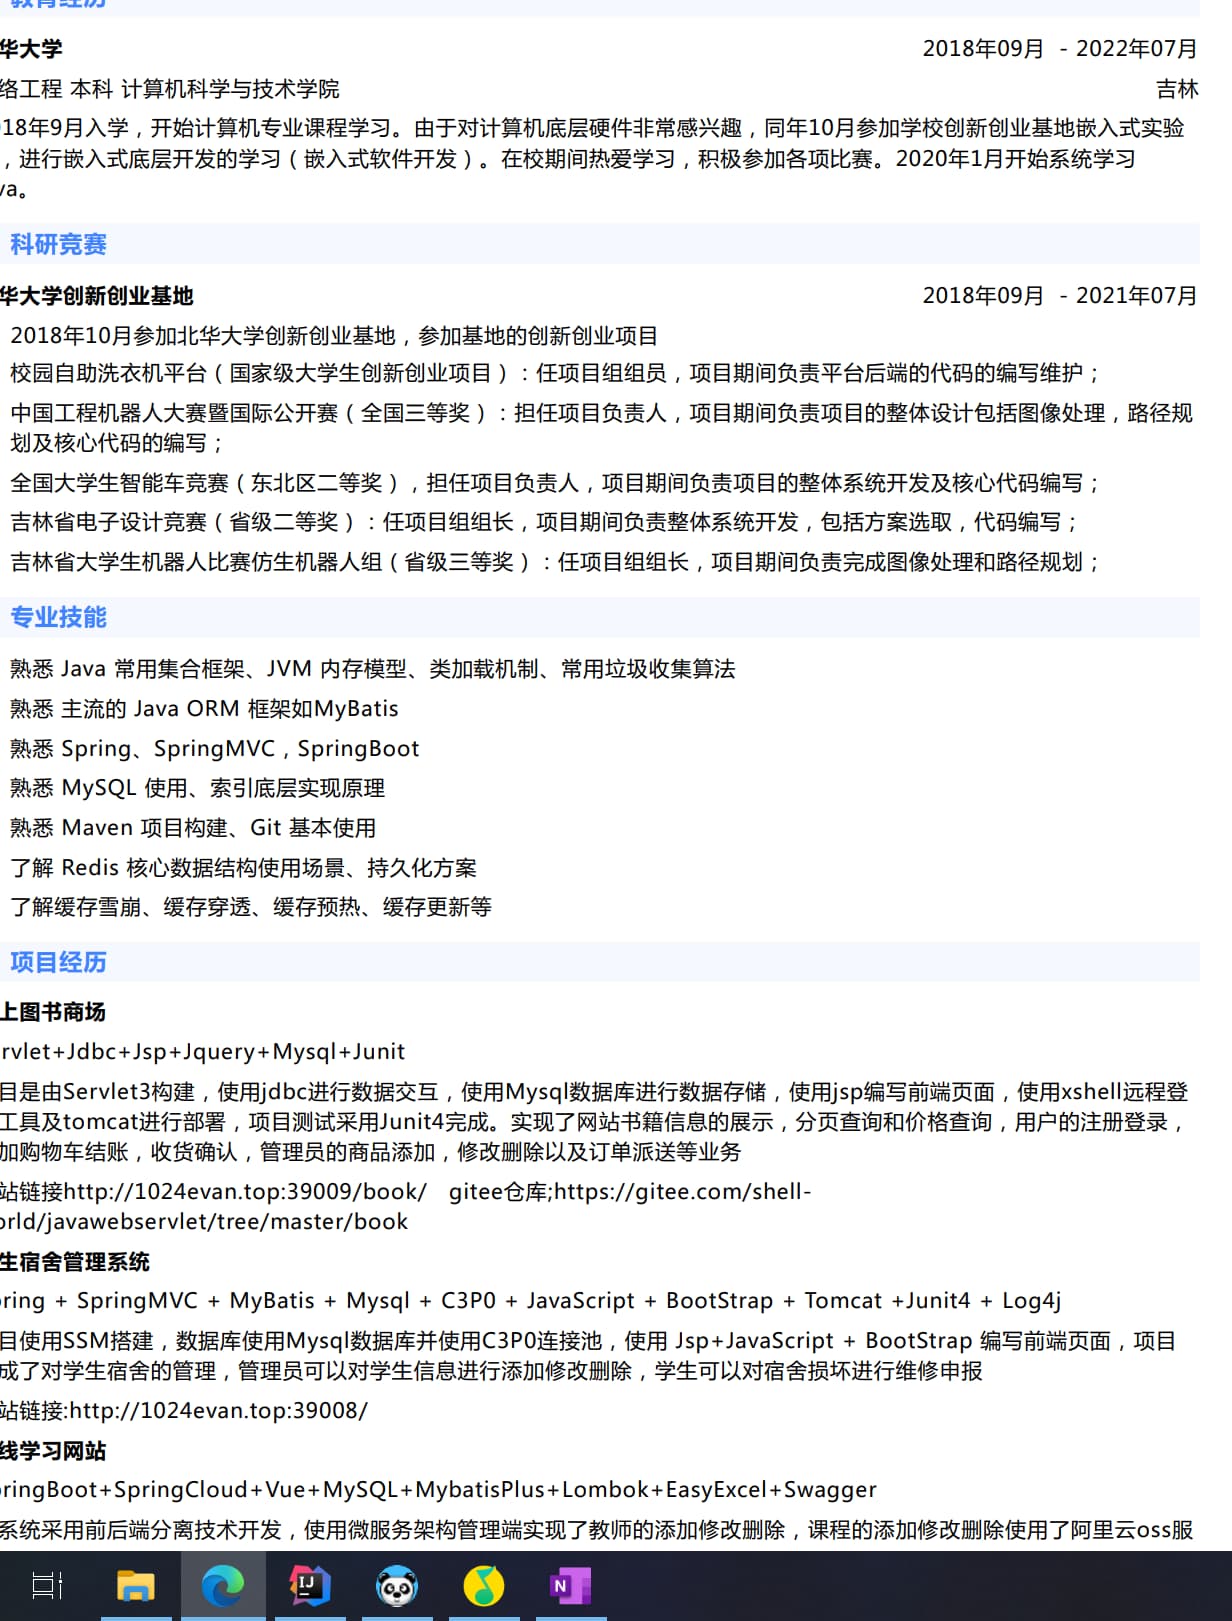 教育经历
华大学 2018年09月 - 2022年07月
络工程 本科 计算机科学与技术学院 吉林
18年9月入学，开始计算机专业课程学习。由于对计算机底层硬件非常感兴趣，同年10月参加学校创新创业基地嵌入式实验
，进行嵌入式底层开发的学习（嵌入式软件开发）。在校期间热爱学习，积极参加各项比赛。2020年1月开始系统学习
va。
科研竞赛
华大学创新创业基地 2018年09月 - 2021年07月
2018年10月参加北华大学创新创业基地，参加基地的创新创业项目
校园自助洗衣机平台（国家级大学生创新创业项目）：任项目组组员，项目期间负责平台后端的代码的编写维护；
中国工程机器人大赛暨国际公开赛（全国三等奖）：担任项目负责人，项目期间负责项目的整体设计包括图像处理，路径规
划及核心代码的编写；
全国大学生智能车竞赛（东北区二等奖），担任项目负责人，项目期间负责项目的整体系统开发及核心代码编写；
吉林省电子设计竞赛（省级二等奖）：任项目组组长，项目期间负责整体系统开发，包括方案选取，代码编写；
吉林省大学生机器人比赛仿生机器人组（省级三等奖）：任项目组组长，项目期间负责完成图像处理和路径规划；
专业技能
熟悉 Java 常用集合框架、JVM 内存模型、类加载机制、常用垃圾收集算法
熟悉 主流的 Java ORM 框架如MyBatis
熟悉 Spring、SpringMVC，SpringBoot
熟悉 MySQL 使用、索引底层实现原理
熟悉 Maven 项目构建、Git 基本使用
了解 Redis 核心数据结构使用场景、持久化方案
了解缓存雪崩、缓存穿透、缓存预热、缓存更新等
项目经历
上图书商场
rvlet+Jdbc+Jsp+Jquery+Mysql+Junit
目是由Servlet3构建，使用jdbc进行数据交互，使用Mysql数据库进行数据存储，使用jsp编写前端页面，使用xshell远程登
工具及tomcat进行部署，项目测试采用Junit4完成。实现了网站书籍信息的展示，分页查询和价格查询，用户的注册登录，
加购物车结账，收货确认，管理员的商品添加，修改删除以及订单派送等业务
站链接http://1024evan.top:39009/book/ gitee仓库;https://gitee.com/shell-
orld/javawebservlet/tree/master/book
生宿舍管理系统
ring + SpringMVC + MyBatis + Mysql + C3P0 + JavaScript + BootStrap + Tomcat +Junit4 + Log4j
目使用SSM搭建，数据库使用Mysql数据库并使用C3P0连接池，使用 Jsp+JavaScript + BootStrap 编写前端页面，项目
成了对学生宿舍的管理，管理员可以对学生信息进行添加修改删除，学生可以对宿舍损坏进行维修申报
站链接:http://1024evan.top:39008/
线学习网站
ringBoot+SpringCloud+Vue+MySQL+MybatisPlus+Lombok+EasyExcel+Swagger
系统采用前后端分离技术开发，使用微服务架构管理端实现了教师的添加修改删除，课程的添加修改删除使用了阿里云oss服
IJ
N